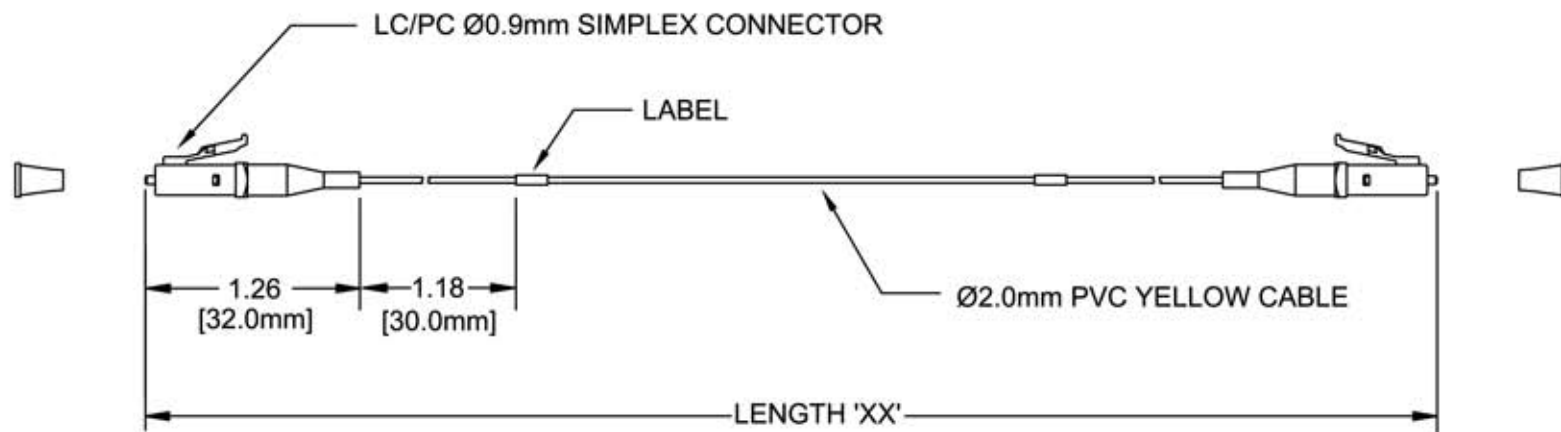 LC/PC Ø0.9mm SIMPLEX CONNECTOR
LABEL
1.26
[32.0mm]
1.18
[30.0mm]
Ø2.0mm PVC YELLOW CABLE
LENGTH 'XX'